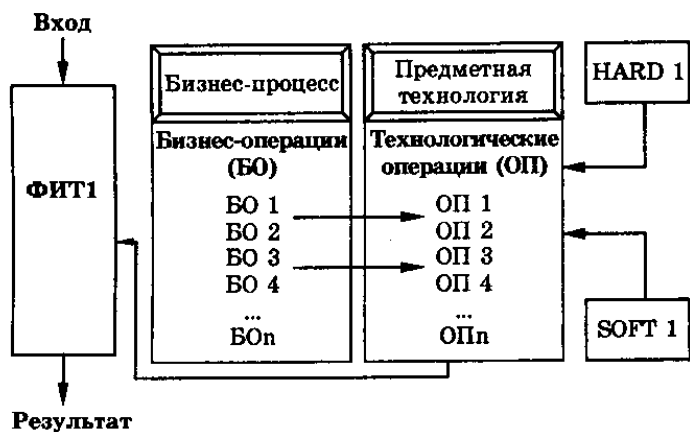 Вход
ФИТ1
Результат
Бизнес-процесс
Бизнес-операции
(БО)
БО 1
БО 2
БО 3
БО 4
...
БОn
Предметная
технология
Технологические
операции (ОП)
ОП 1
ОП 2
ОП 3
ОП 4
...
ОПn
HARD 1
SOFT 1